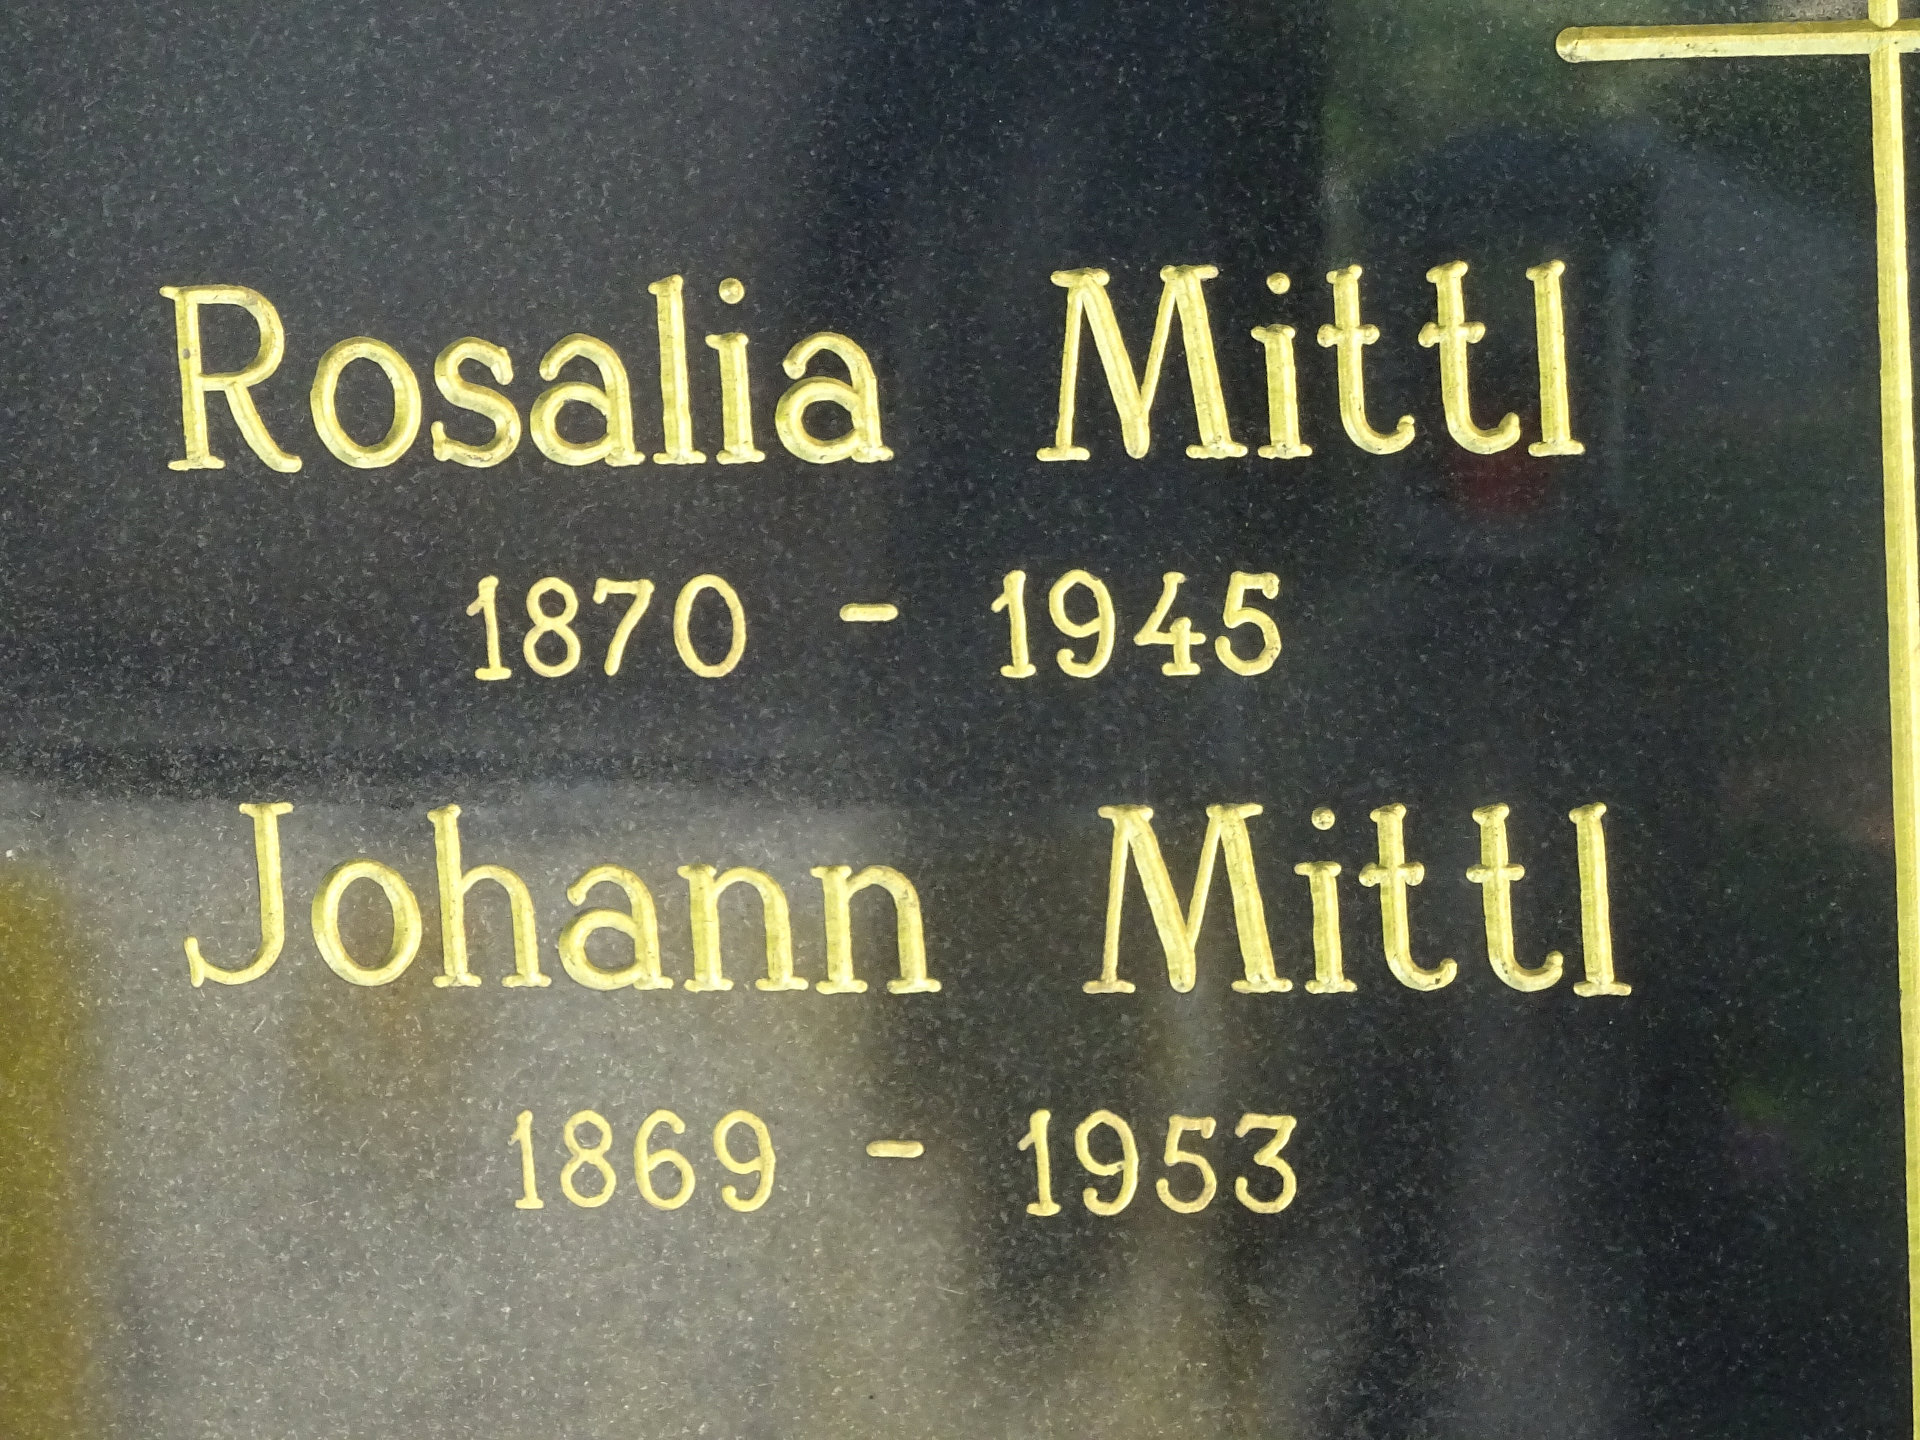 Rosalia Mittl
1870 - 1945
Johann Mittl
1869 - 1953